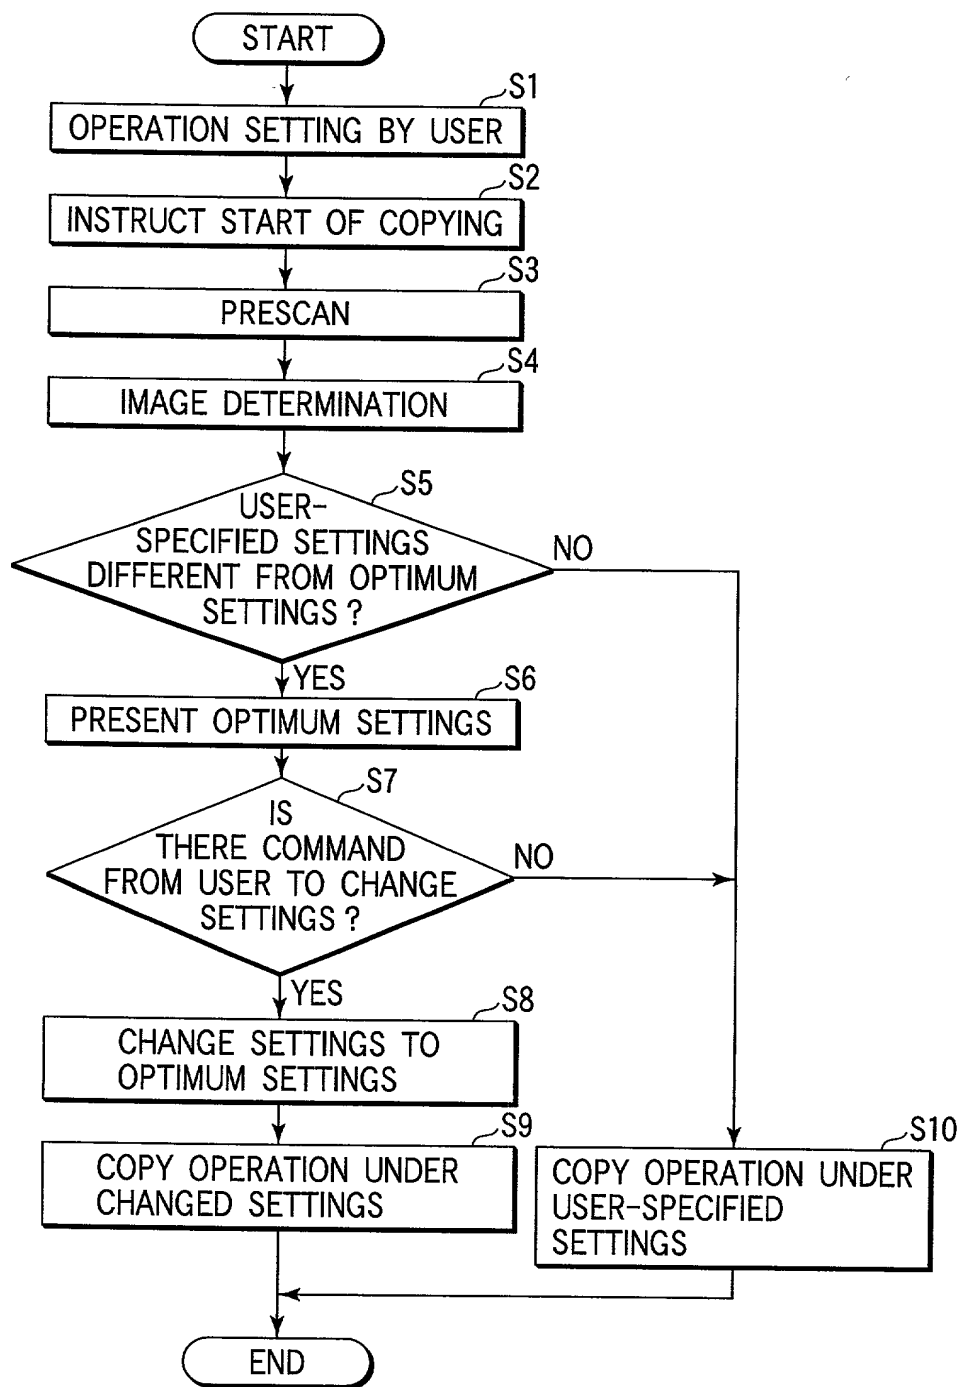 START
S1
OPERATION SETTING BY USER
S2
INSTRUCT START OF COPYING
S3
PRESCAN
S4
IMAGE DETERMINATION
S5
USER-
SPECIFIED SETTINGS
DIFFERENT FROM OPTIMUM
SETTINGS?
NO
YES
S6
PRESENT OPTIMUM SETTINGS
S7
IS
THERE COMMAND
FROM USER TO CHANGE
SETTINGS?
NO
YES
S8
CHANGE SETTINGS TO
OPTIMUM SETTINGS
S9
COPY OPERATION UNDER
CHANGED SETTINGS
S10
COPY OPERATION UNDER
USER-SPECIFIED
SETTINGS
END